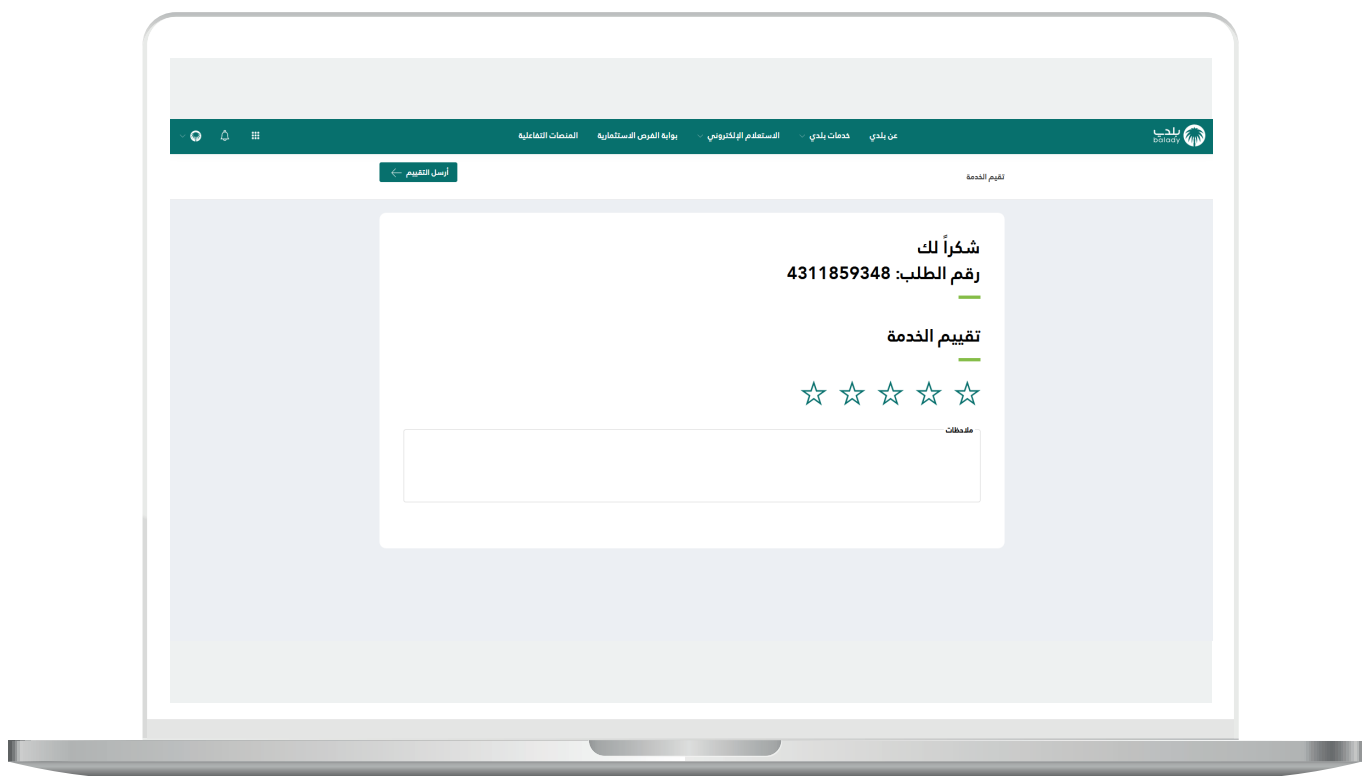 بلدي
balady
عن بلدي
خدمات بلدي
الاستعلام الإلكتروني
بوابة الفرص الاستثمارية
المنصات التفاعلية
تقيم الخدمة
أرسل التقييم
شكراً لك
رقم الطلب: 4311859348
تقييم الخدمة
ملاحظات